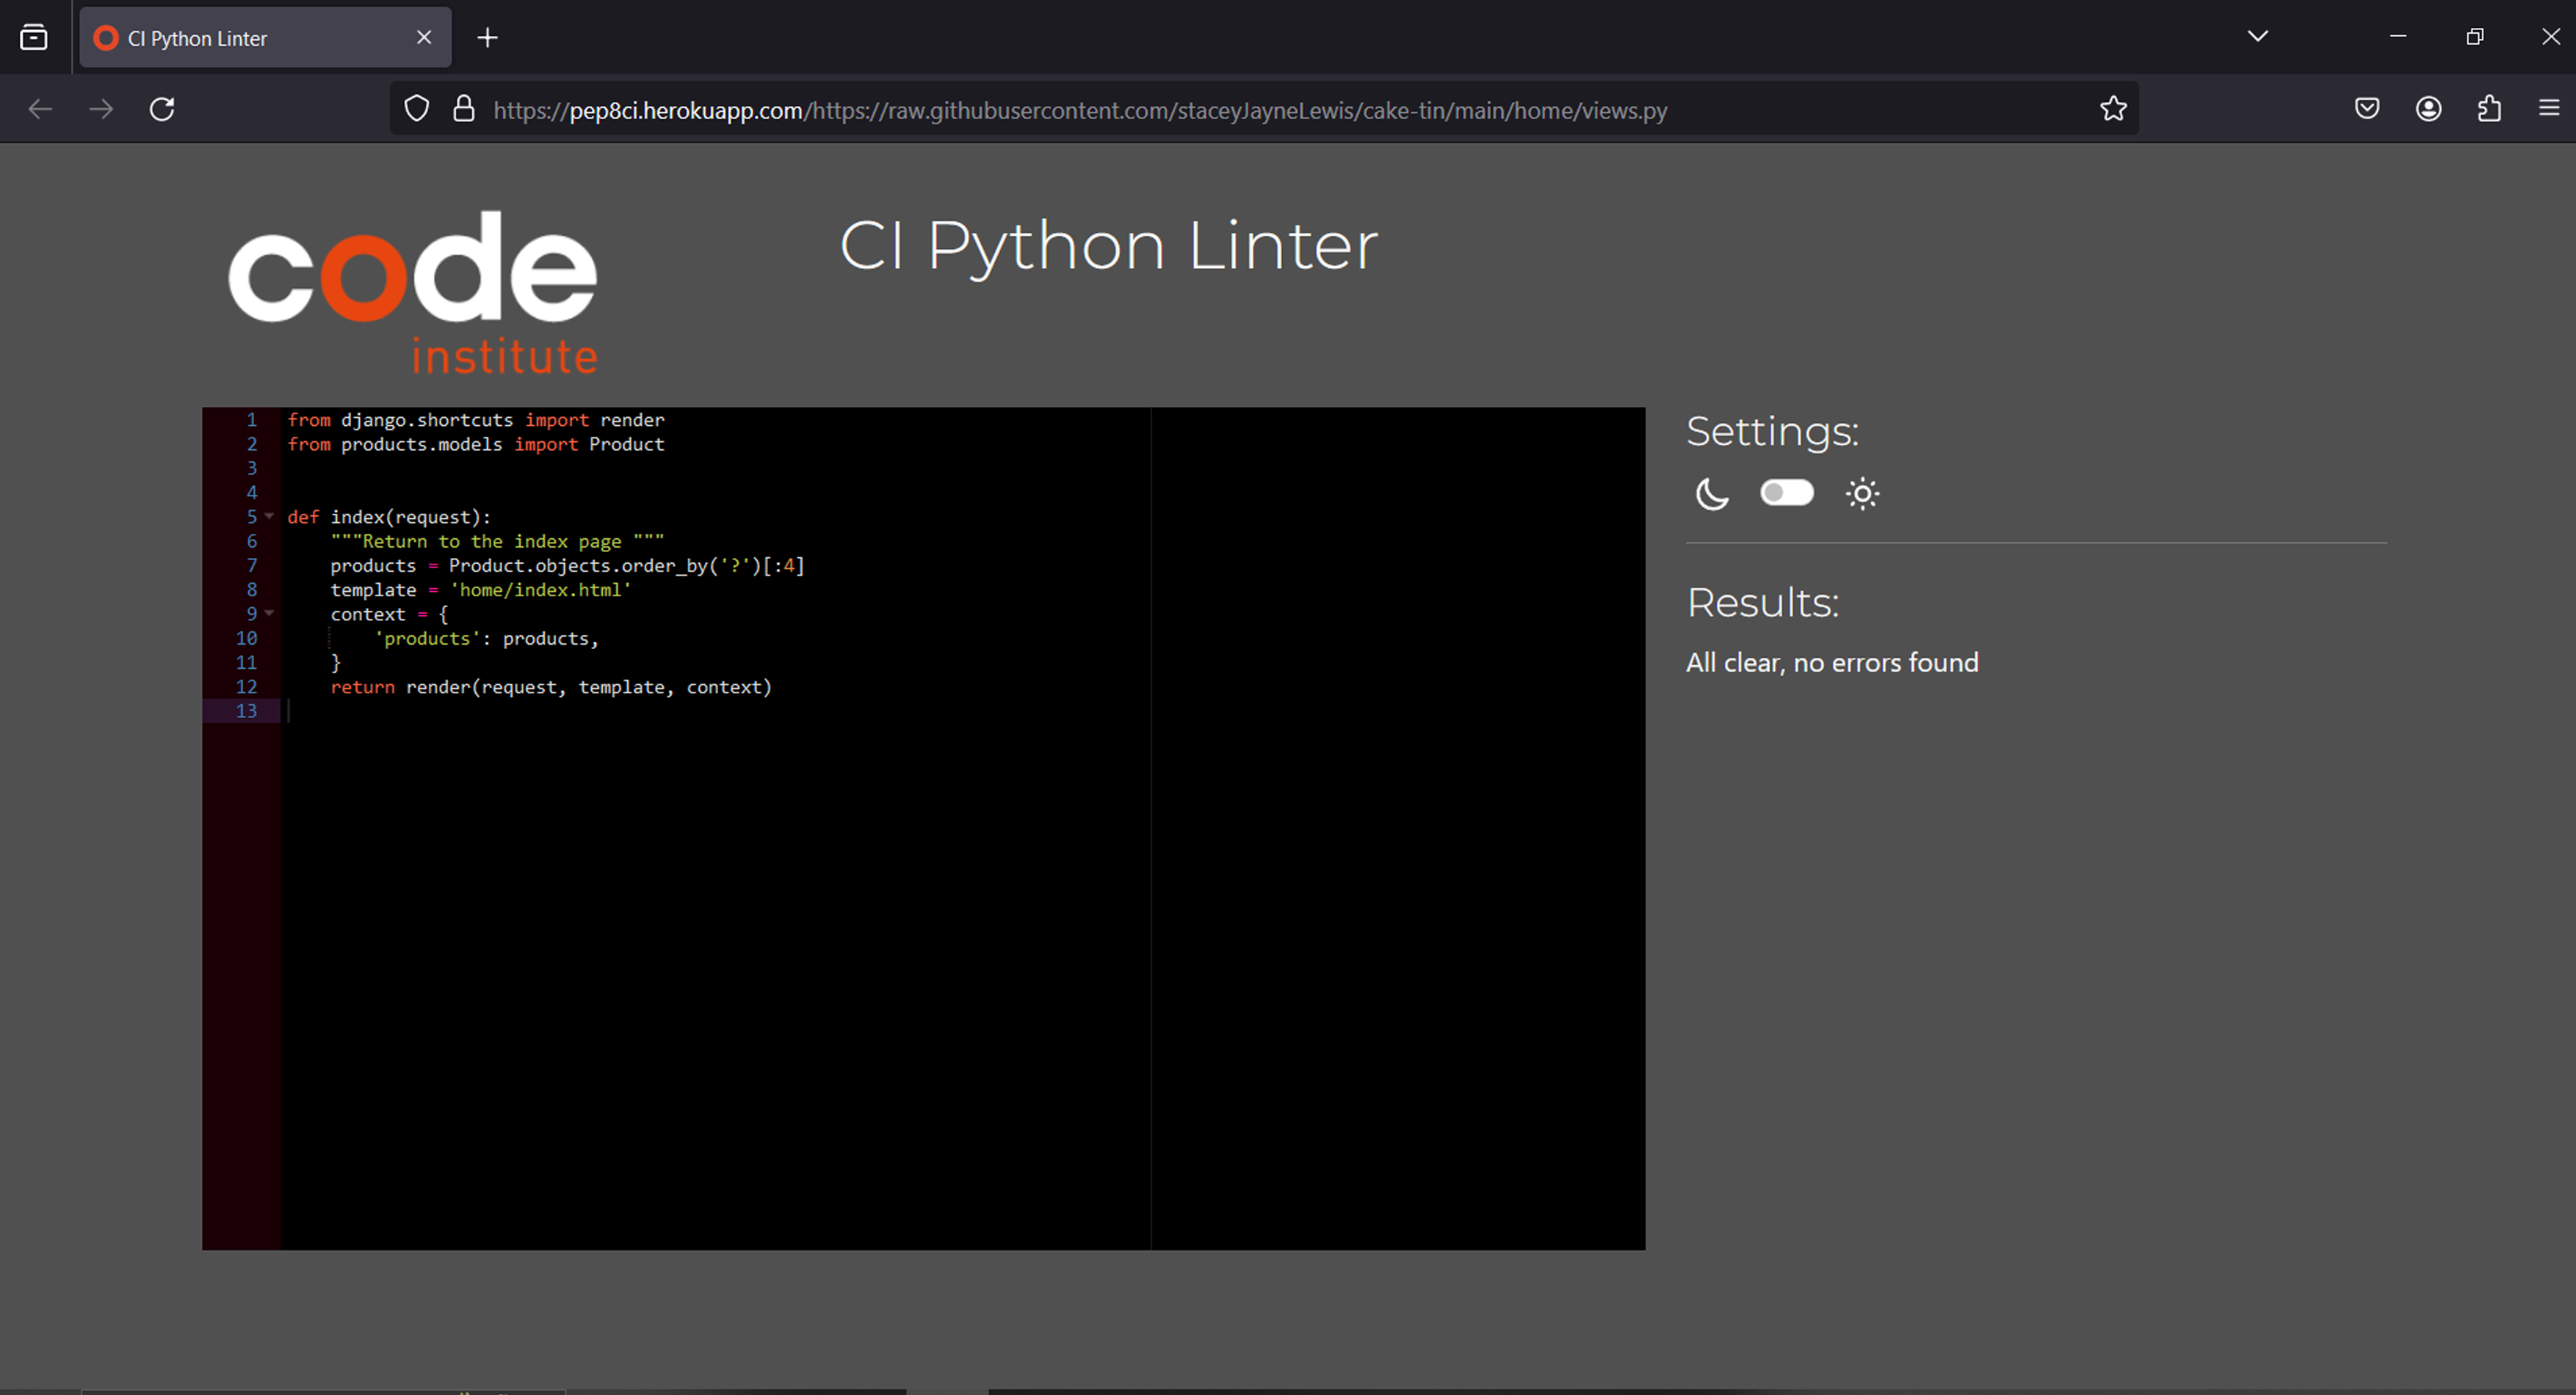 CI Python Linter
https://pep8ci.herokuapp.com/https://raw.githubusercontent.com/staceyJayneLewis/cake-tin/main/home/views.py
code
institute
CI Python Linter
1 from django.shortcuts import render
2 from products.models import Product
3
4
5 def index(request):
6     """Return to the index page """
7     products = Product.objects.order_by('?')[:4]
8     template = 'home/index.html'
9     context = {
10         'products': products,
11     }
12     return render(request, template, context)
13
Settings:
Results:
All clear, no errors found